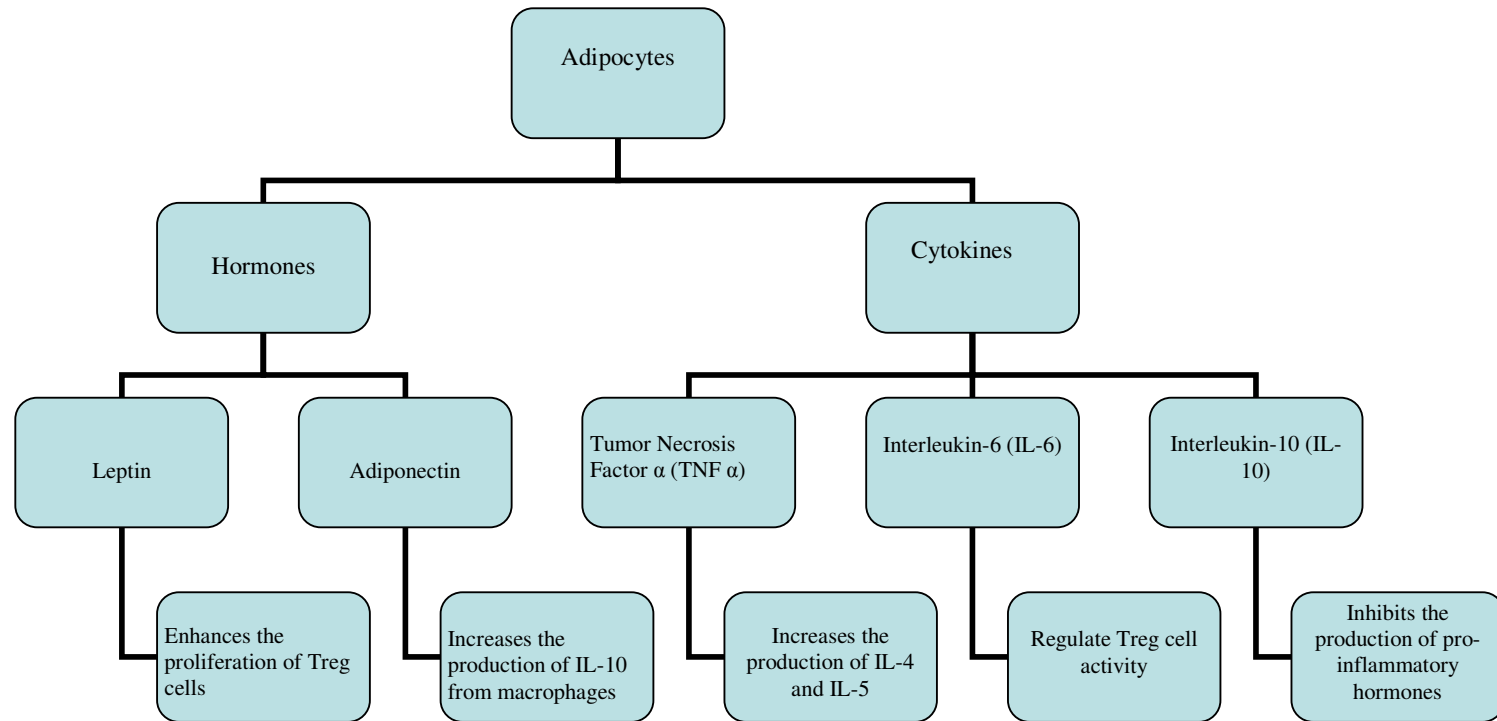 Adipocytes
Hormones
Cytokines
Leptin
Adiponectin
Tumor Necrosis
Factor α (TNF α)
Interleukin-6 (IL-6)
Interleukin-10 (IL-
10)
Enhances the
proliferation of Treg
cells
Increases the
production of IL-10
from macrophages
Increases the
production of IL-4
and IL-5
Regulate Treg cell
activity
Inhibits the
production of pro-
inflammatory
hormones